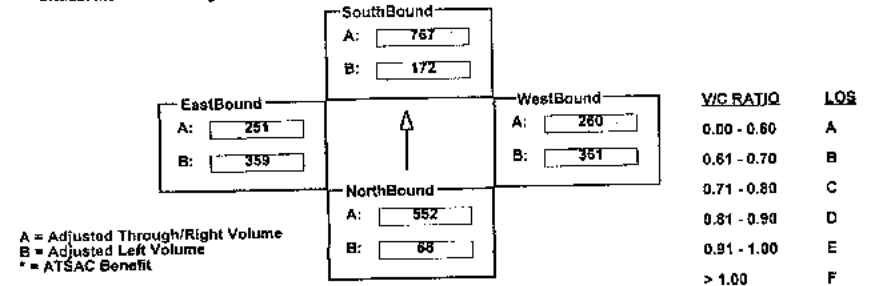 SouthBound
A: 767
B: 172
EastBound
A: 251
B: 359
WestBound
A: 260
B: 361
NorthBound
A: 552
B: 68
A = Adjusted Through/Right Volume
B = Adjusted Left Volume
* = ATSAC Benefit
V/C RATIO LOS
0.00 - 0.60 A
0.61 - 0.70 B
0.71 - 0.80 C
0.81 - 0.90 D
0.91 - 1.00 E
> 1.00 F